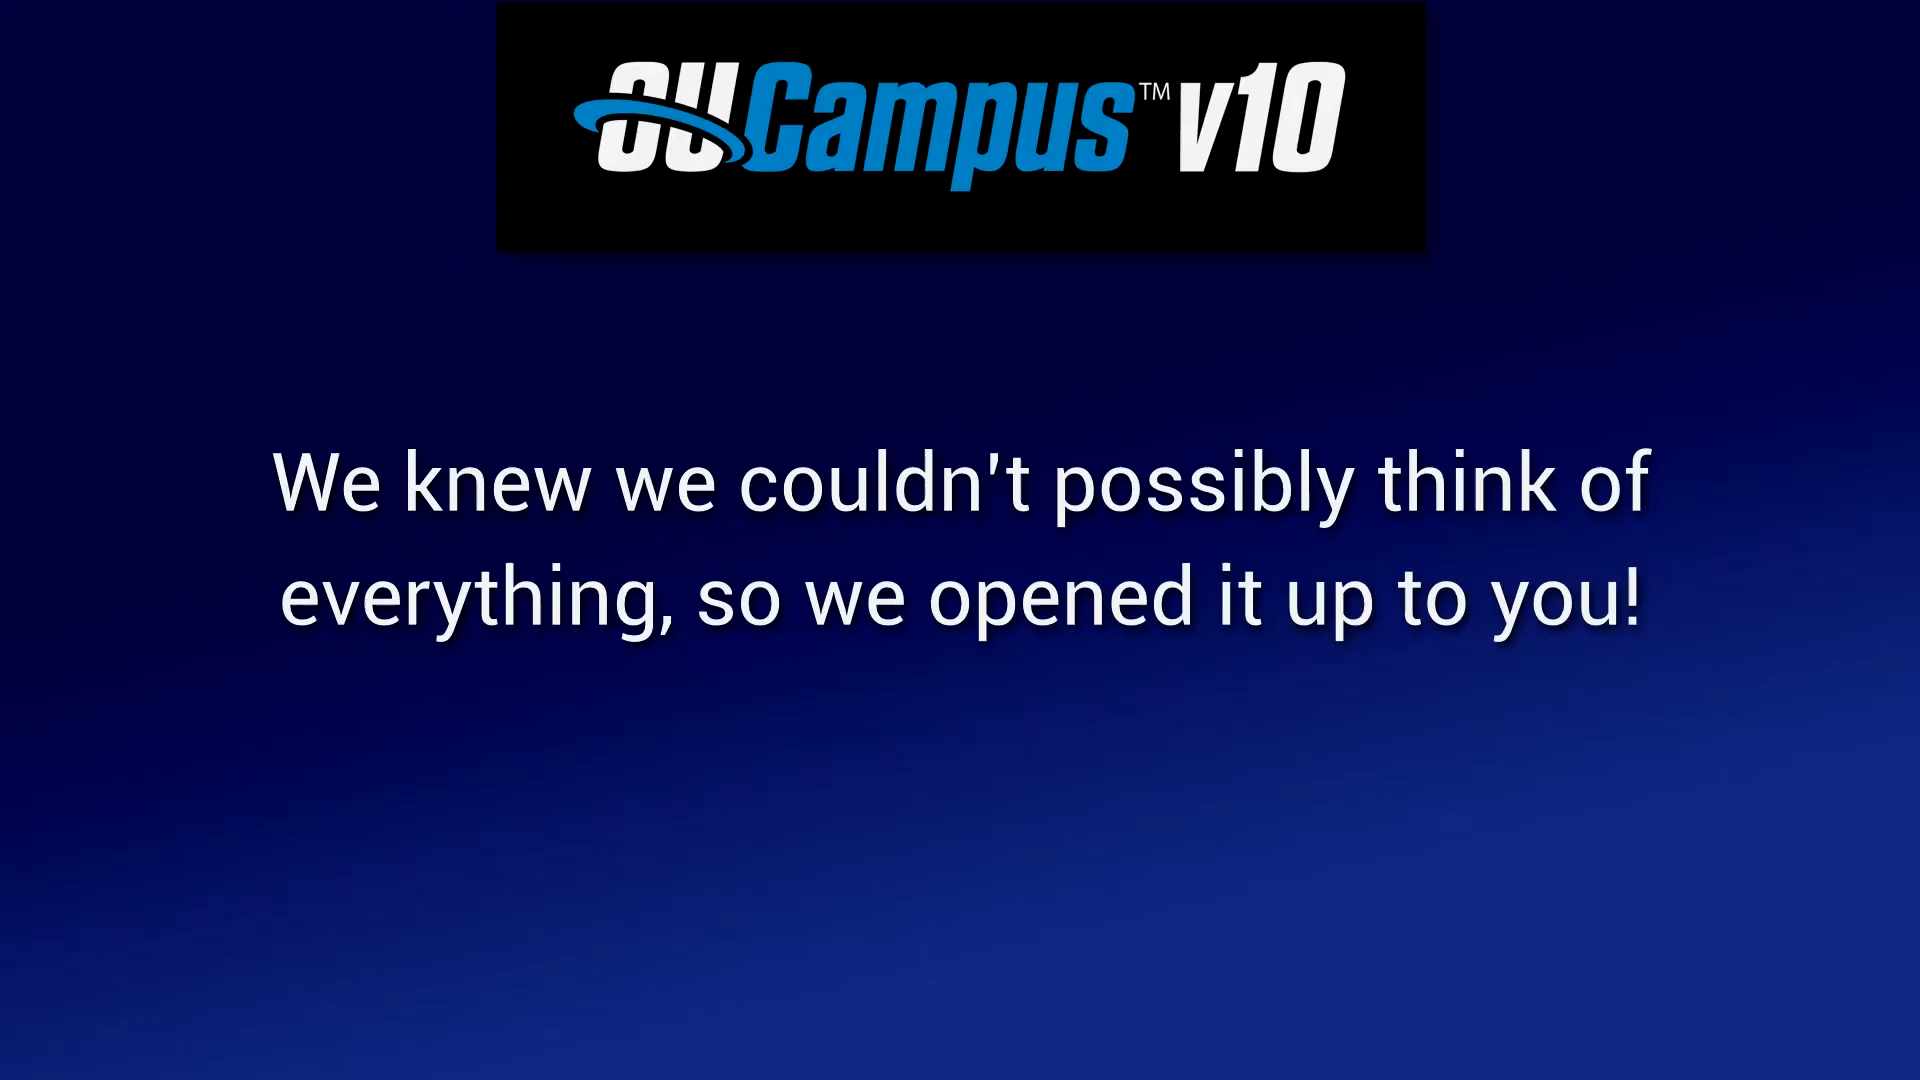 OUCampus™ v10
We knew we couldn't possibly think of
everything, so we opened it up to you!